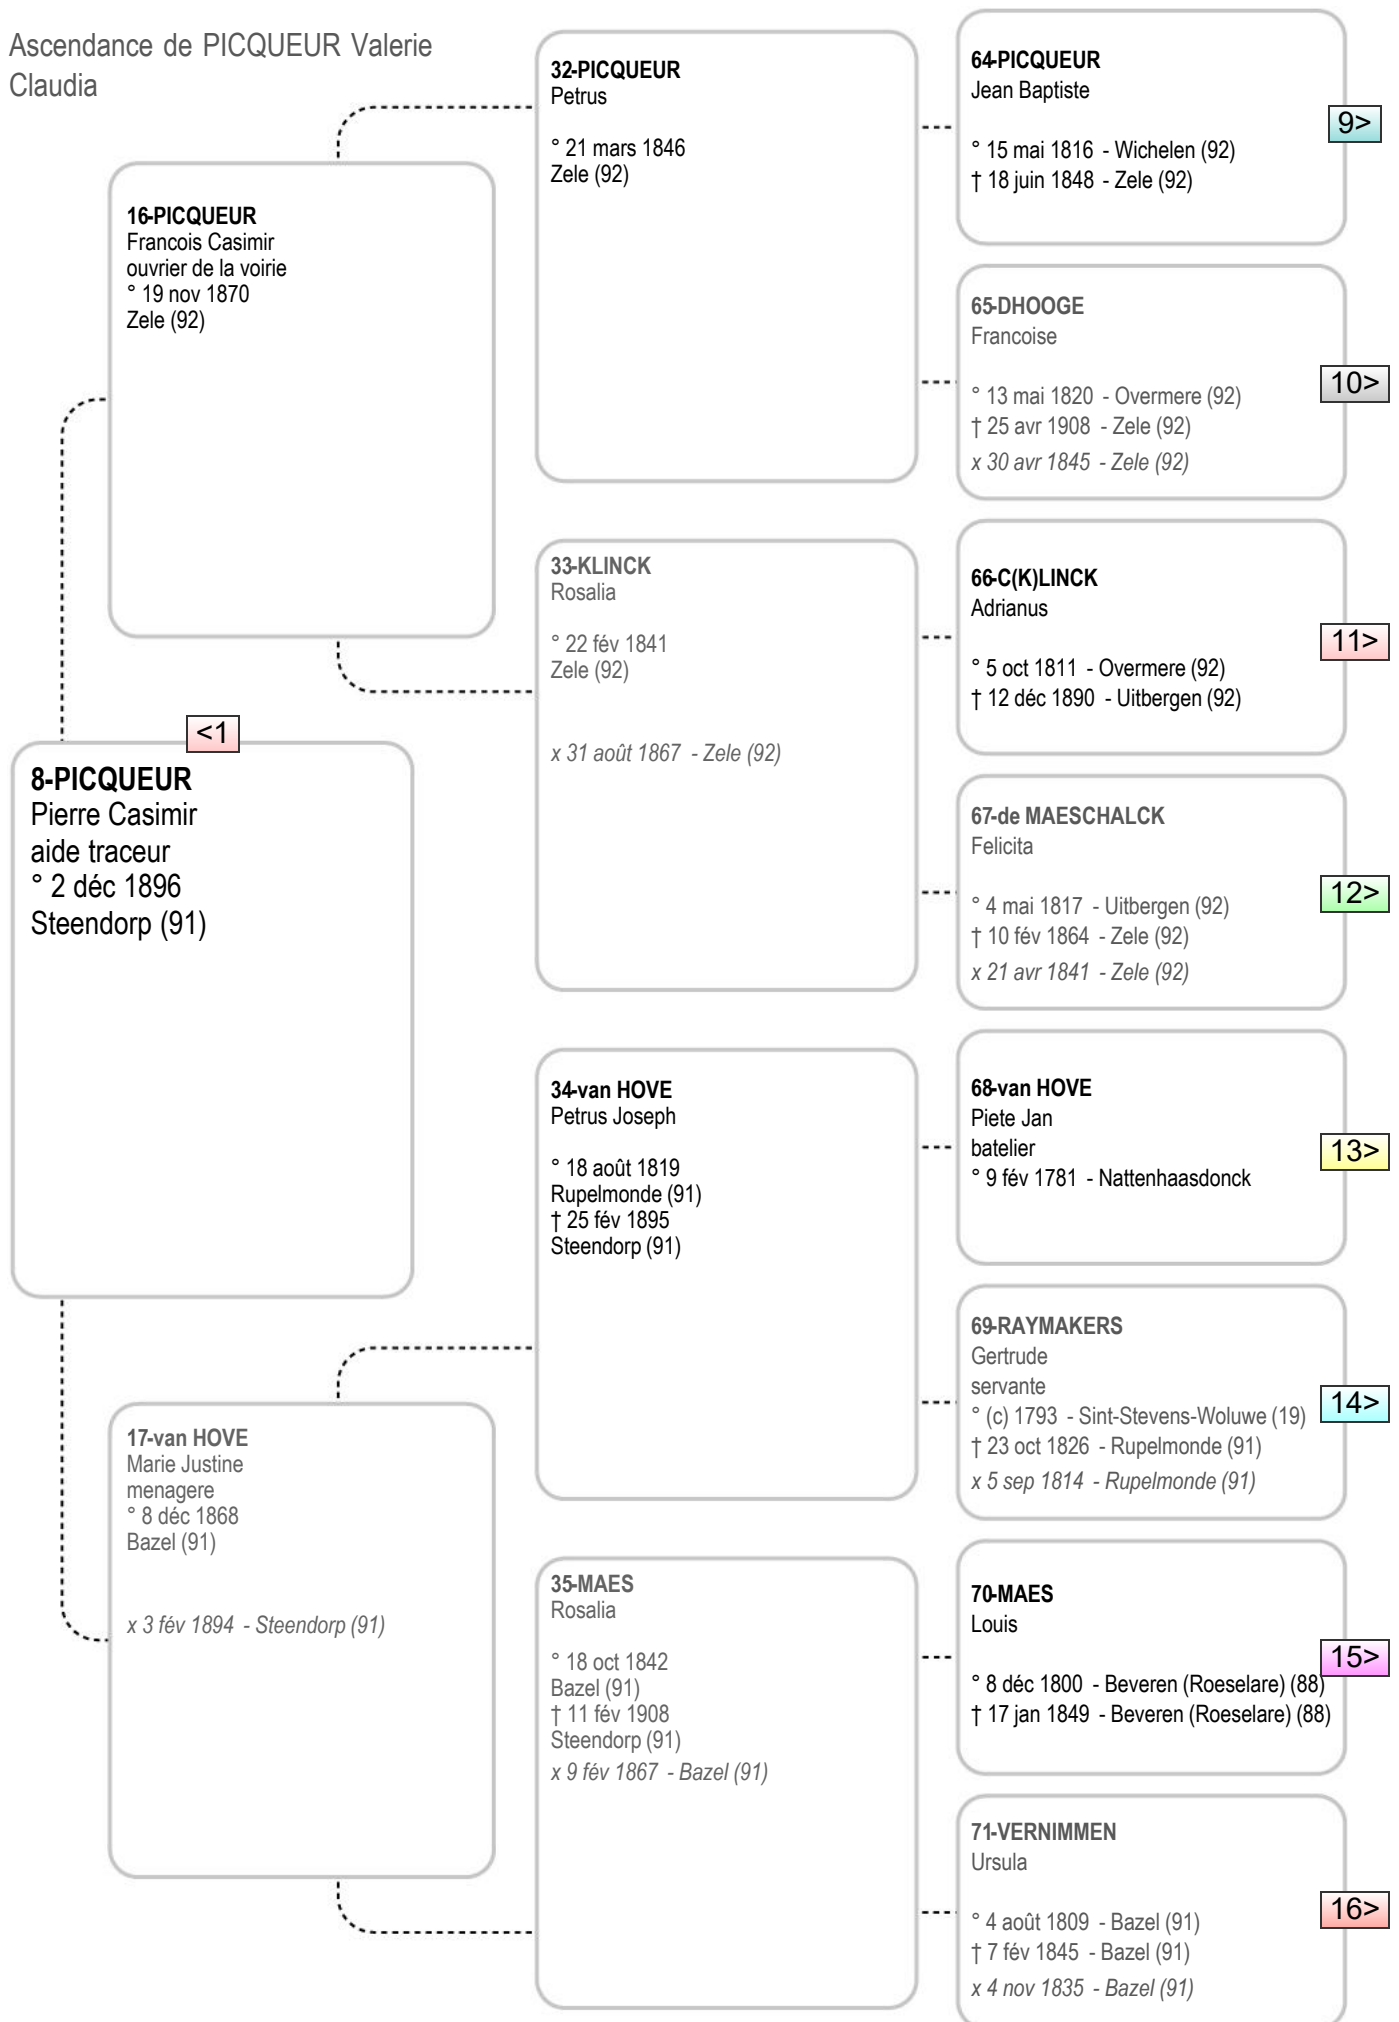 Ascendance de PICQUEUR Valerie
Claudia
<1
8-PICQUEUR
Pierre Casimir
aide traceur
° 2 déc 1896
Steendorp (91)
16-PICQUEUR
Francois Casimir
ouvrier de la voirie
° 19 nov 1870
Zele (92)
17-van HOVE
Marie Justine
menagere
° 8 déc 1868
Bazel (91)
x 3 fév 1894 - Steendorp (91)
32-PICQUEUR
Petrus
° 21 mars 1846
Zele (92)
33-KLINCK
Rosalia
° 22 fév 1841
Zele (92)
x 31 août 1867 - Zele (92)
34-van HOVE
Petrus Joseph
° 18 août 1819
Rupelmonde (91)
† 25 fév 1895
Steendorp (91)
35-MAES
Rosalia
° 18 oct 1842
Bazel (91)
† 11 fév 1908
Steendorp (91)
x 9 fév 1867 - Bazel (91)
64-PICQUEUR
Jean Baptiste
° 15 mai 1816 - Wichelen (92)
† 18 juin 1848 - Zele (92)
9>
65-DHOOGE
Francoise
° 13 mai 1820 - Overmere (92)
† 25 avr 1908 - Zele (92)
x 30 avr 1845 - Zele (92)
10>
66-C(K)LINCK
Adrianus
° 5 oct 1811 - Overmere (92)
† 12 déc 1890 - Uitbergen (92)
11>
67-de MAESCHALCK
Felicita
° 4 mai 1817 - Uitbergen (92)
† 10 fév 1864 - Zele (92)
x 21 avr 1841 - Zele (92)
12>
68-van HOVE
Piete Jan
batelier
° 9 fév 1781 - Nattenhaasdonck
13>
69-RAYMAKERS
Gertrude
servante
° (c) 1793 - Sint-Stevens-Woluwe (19)
† 23 oct 1826 - Rupelmonde (91)
x 5 sep 1814 - Rupelmonde (91)
14>
70-MAES
Louis
° 8 déc 1800 - Beveren (Roeselare) (88)
† 17 jan 1849 - Beveren (Roeselare) (88)
15>
71-VERNIMMEN
Ursula
° 4 août 1809 - Bazel (91)
† 7 fév 1845 - Bazel (91)
x 4 nov 1835 - Bazel (91)
16>